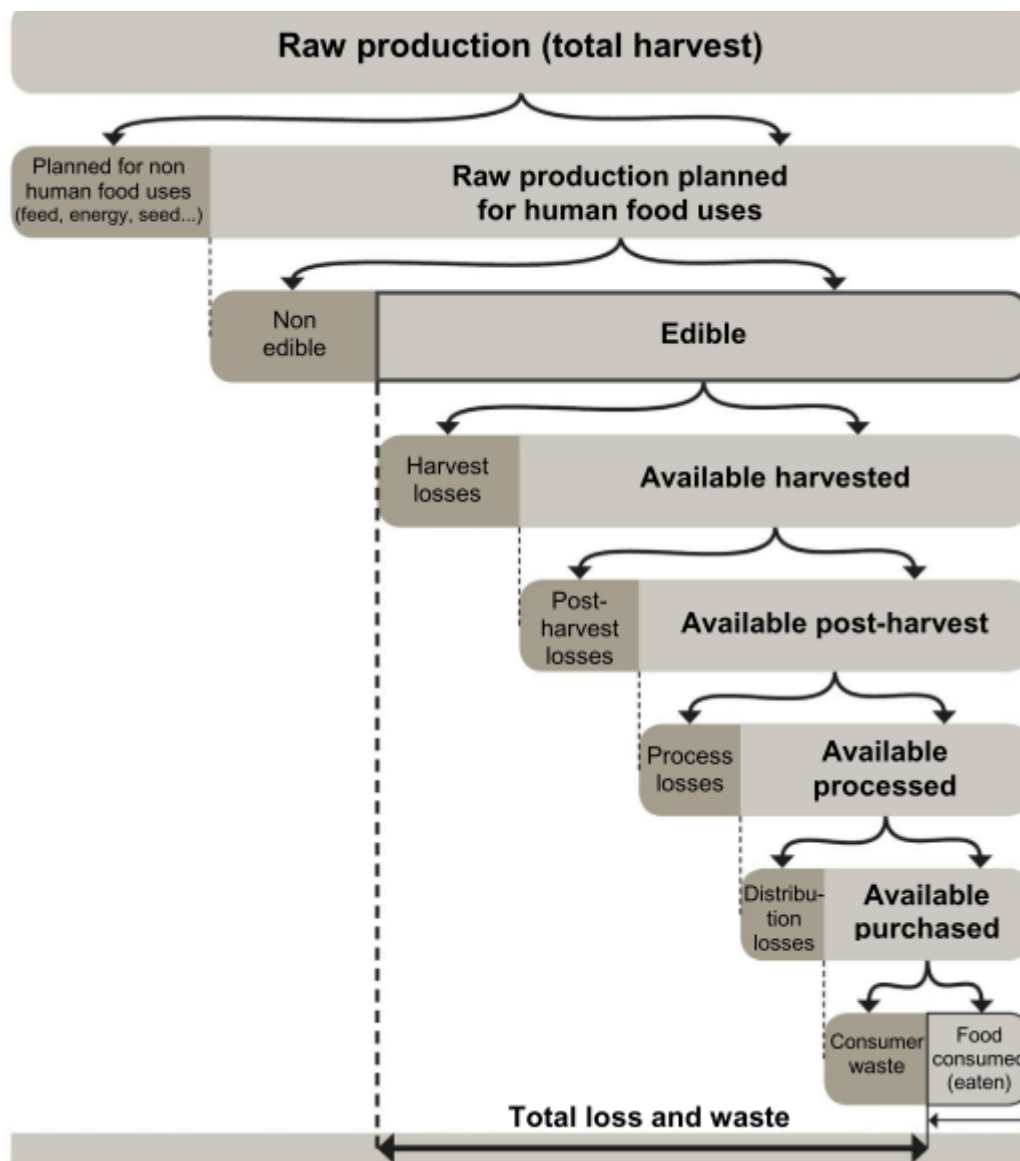 Raw production (total harvest)
Planned for non
human food uses
(feed, energy, seed...)
Raw production planned
for human food uses
Non
edible
Edible
Harvest
losses
Available harvested
Post-
harvest
losses
Available post-harvest
Process
losses
Available
processed
Distribu-
tion
losses
Available
purchased
Consumer
waste
Food
consumed
(eaten)
Total loss and waste